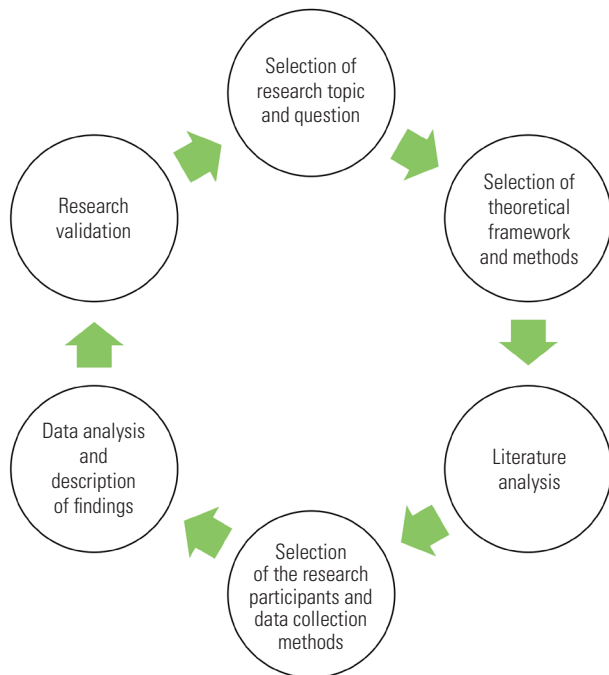 Selection of
research topic
and question
Selection of
theoretical
framework
and methods
Literature
analysis
Selection
of the research
participants and
data collection
methods
Data analysis
and
description
of findings
Research
validation